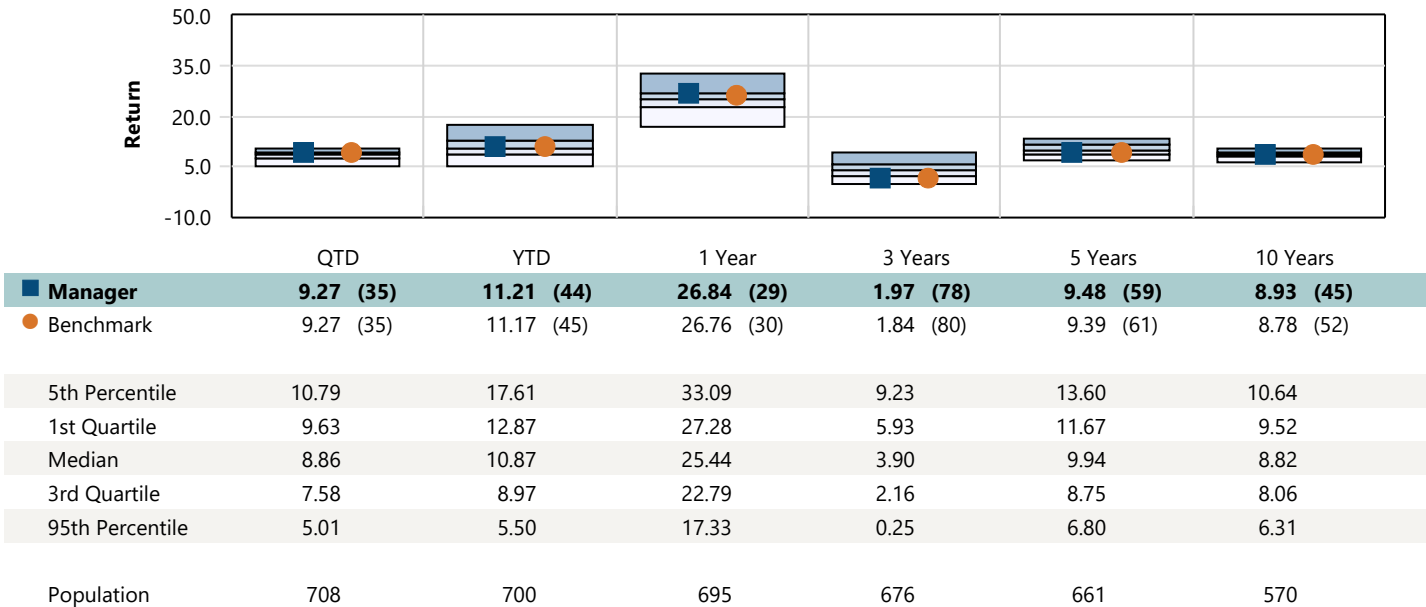 50.0
35.0
20.0
5.0
-10.0
Return
QTD YTD 1 Year 3 Years 5 Years 10 Years
Manager 9.27 (35) 11.21 (44) 26.84 (29) 1.97 (78) 9.48 (59) 8.93 (45)
Benchmark 9.27 (35) 11.17 (45) 26.76 (30) 1.84 (80) 9.39 (61) 8.78 (52)
5th Percentile 10.79 17.61 33.09 9.23 13.60 10.64
1st Quartile 9.63 12.87 27.28 5.93 11.67 9.52
Median 8.86 10.87 25.44 3.90 9.94 8.82
3rd Quartile 7.58 8.97 22.79 2.16 8.75 8.06
95th Percentile 5.01 5.50 17.33 0.25 6.80 6.31
Population 708 700 695 676 661 570